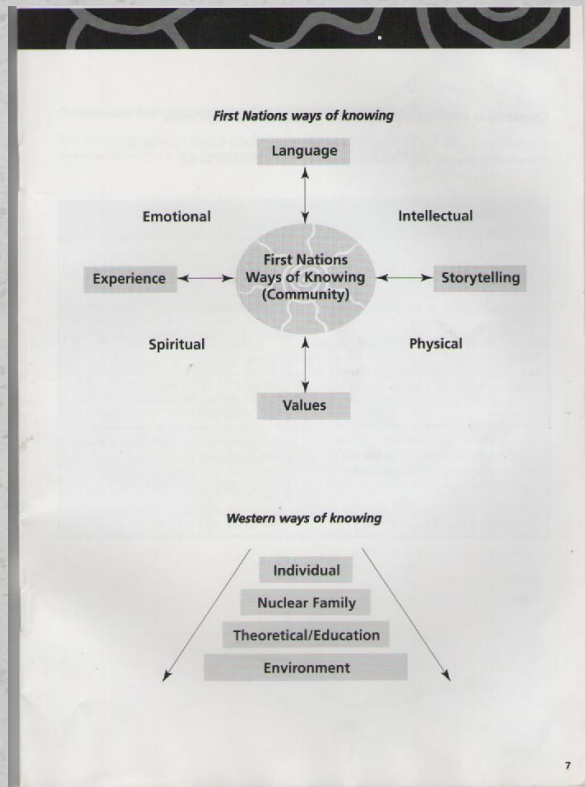 First Nations ways of knowing
Language
Emotional
Intellectual
First Nations
Ways of Knowing
(Community)
Experience
Storytelling
Spiritual
Physical
Values
Western ways of knowing
Individual
Nuclear Family
Theoretical/Education
Environment
7